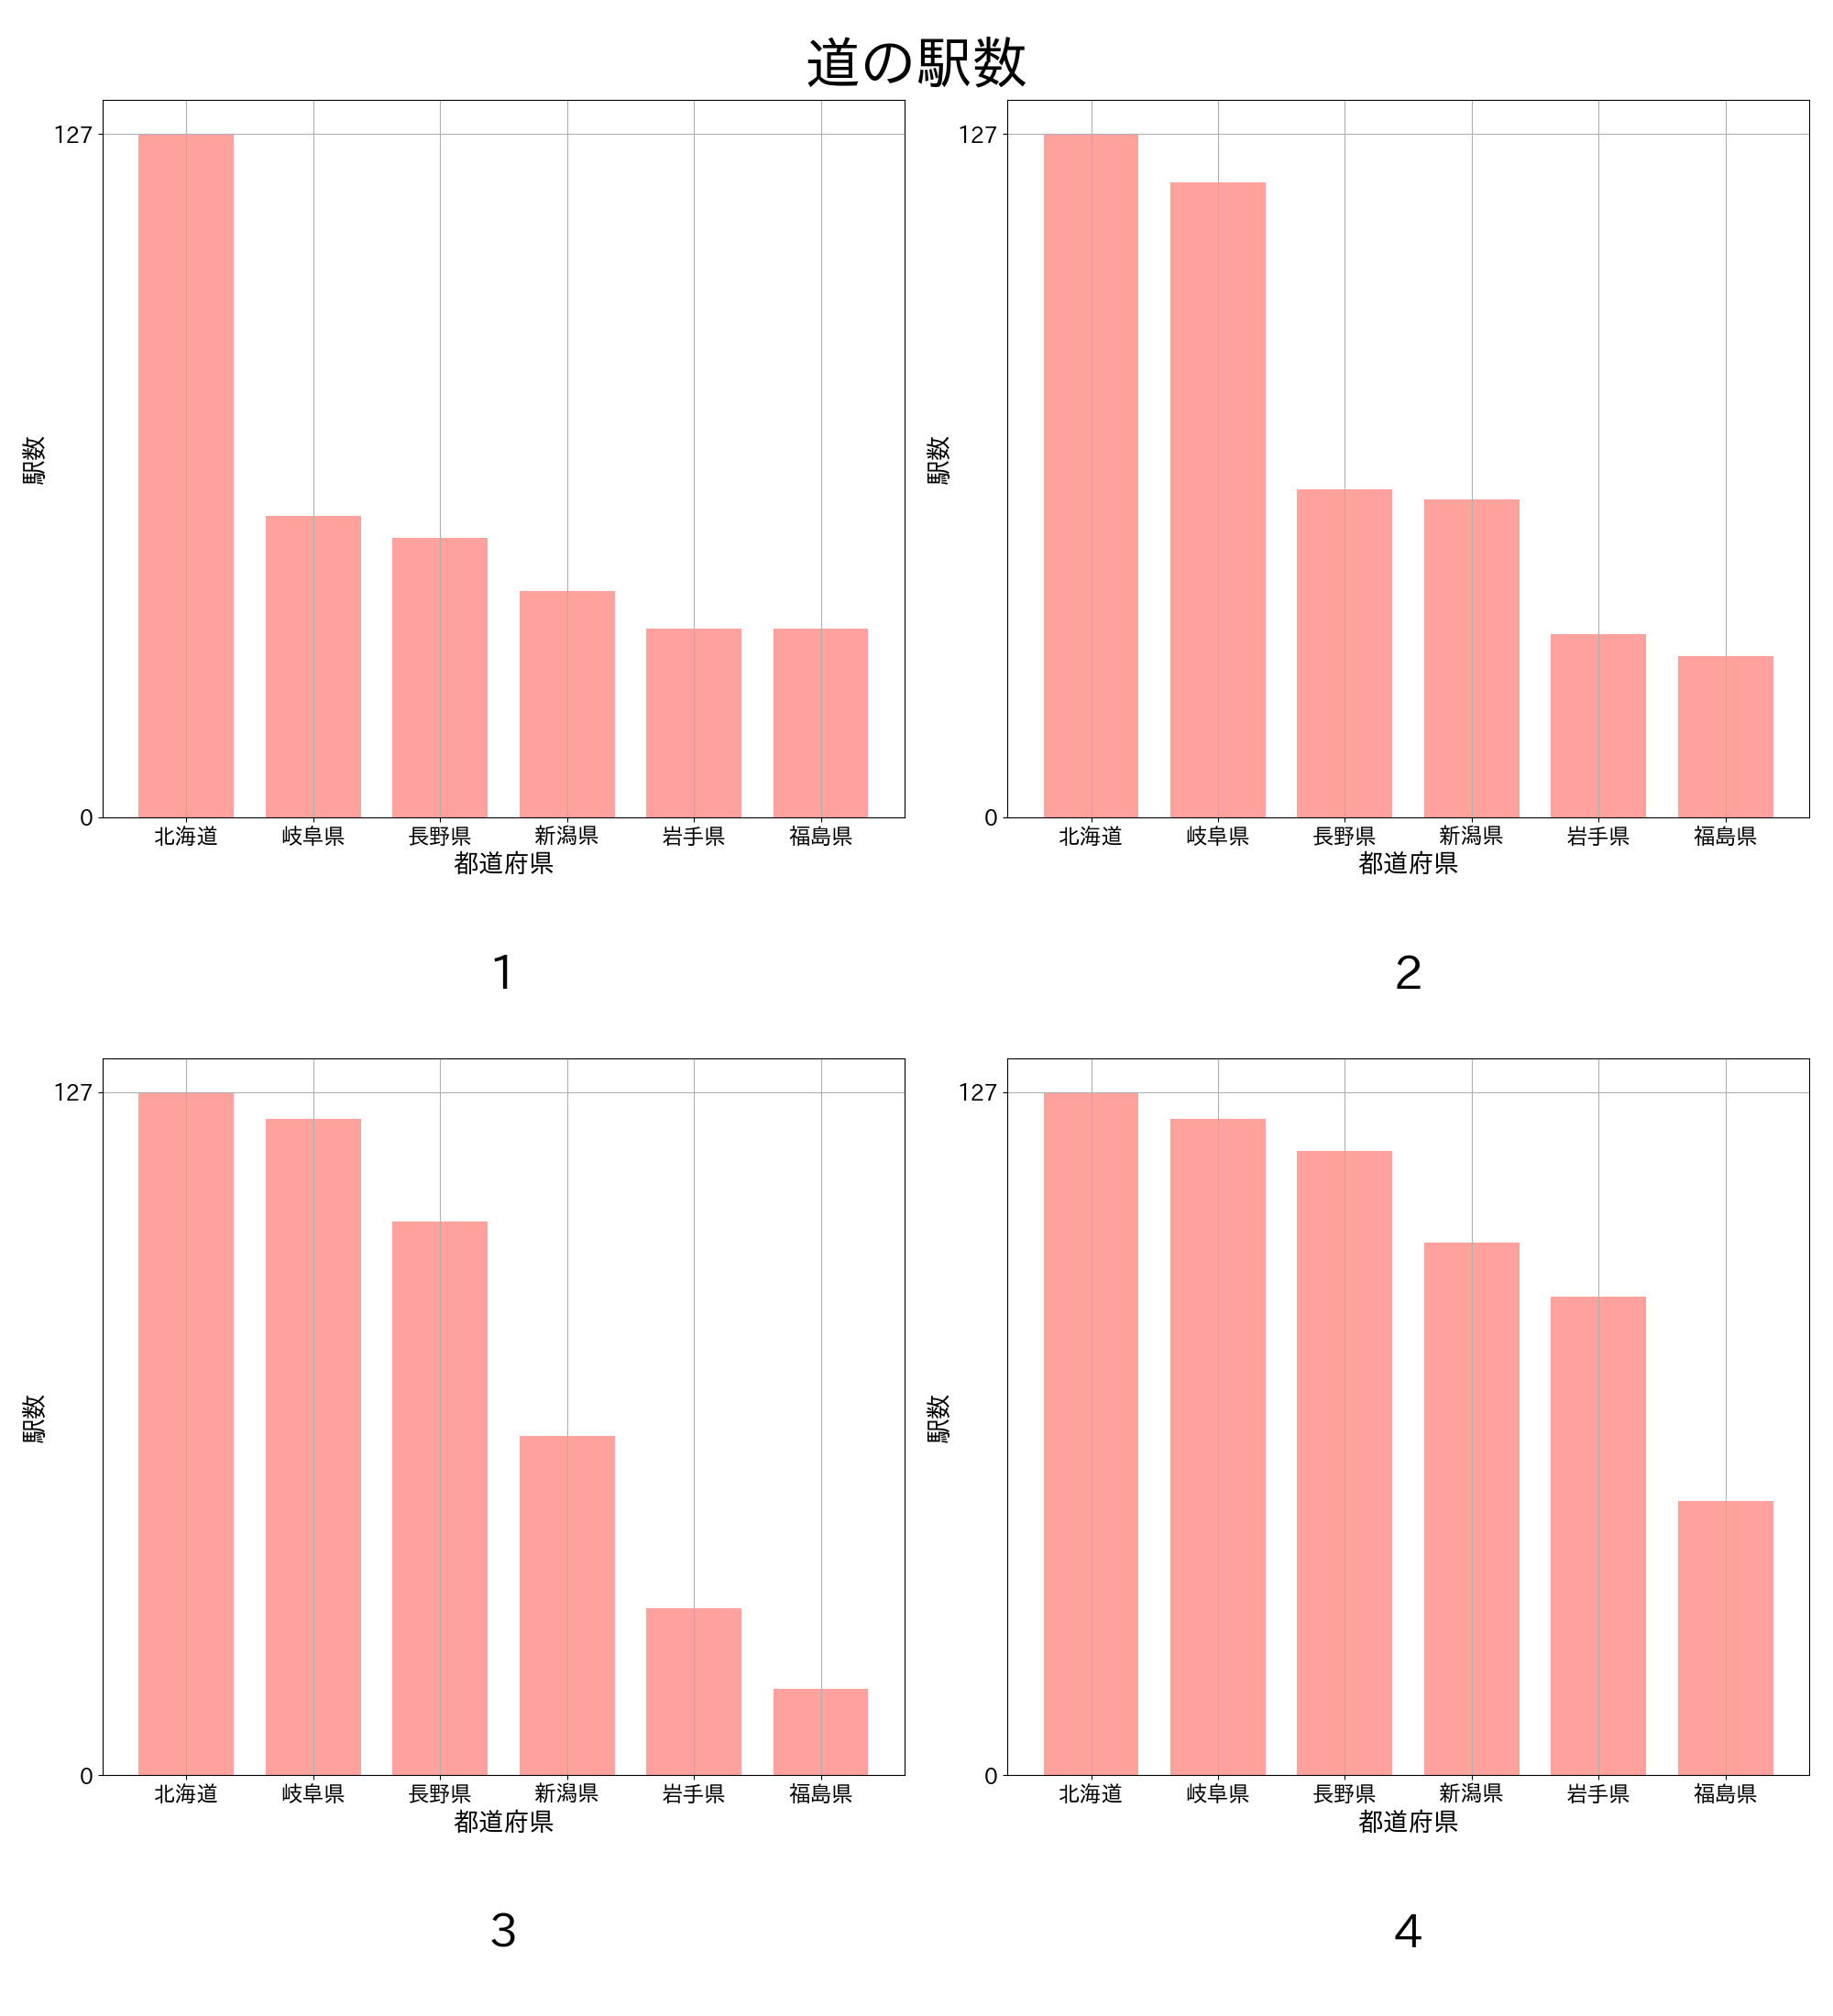 道の駅数
127
駅数
0
北海道 岐阜県 長野県 新潟県 岩手県 福島県
都道府県
1
127
駅数
0
北海道 岐阜県 長野県 新潟県 岩手県 福島県
都道府県
2
127
駅数
0
北海道 岐阜県 長野県 新潟県 岩手県 福島県
都道府県
3
127
駅数
0
北海道 岐阜県 長野県 新潟県 岩手県 福島県
都道府県
4